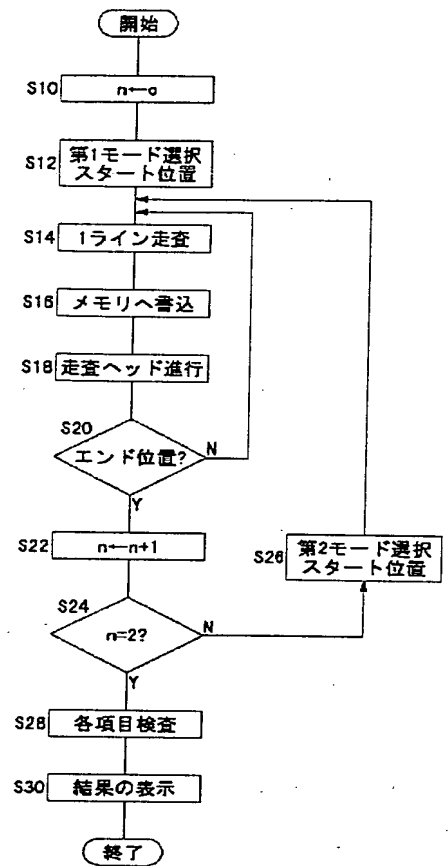 開始
S10
n←o
S12
第1モード選択
スタート位置
S14
1ライン走査
S16
メモリへ書込
S18
走査ヘッド進行
S20
エンド位置?
N
Y
S22
n←n+1
S26
第2モード選択
スタート位置
S24
n=2?
N
Y
S28
各項目検査
S30
結果の表示
終了